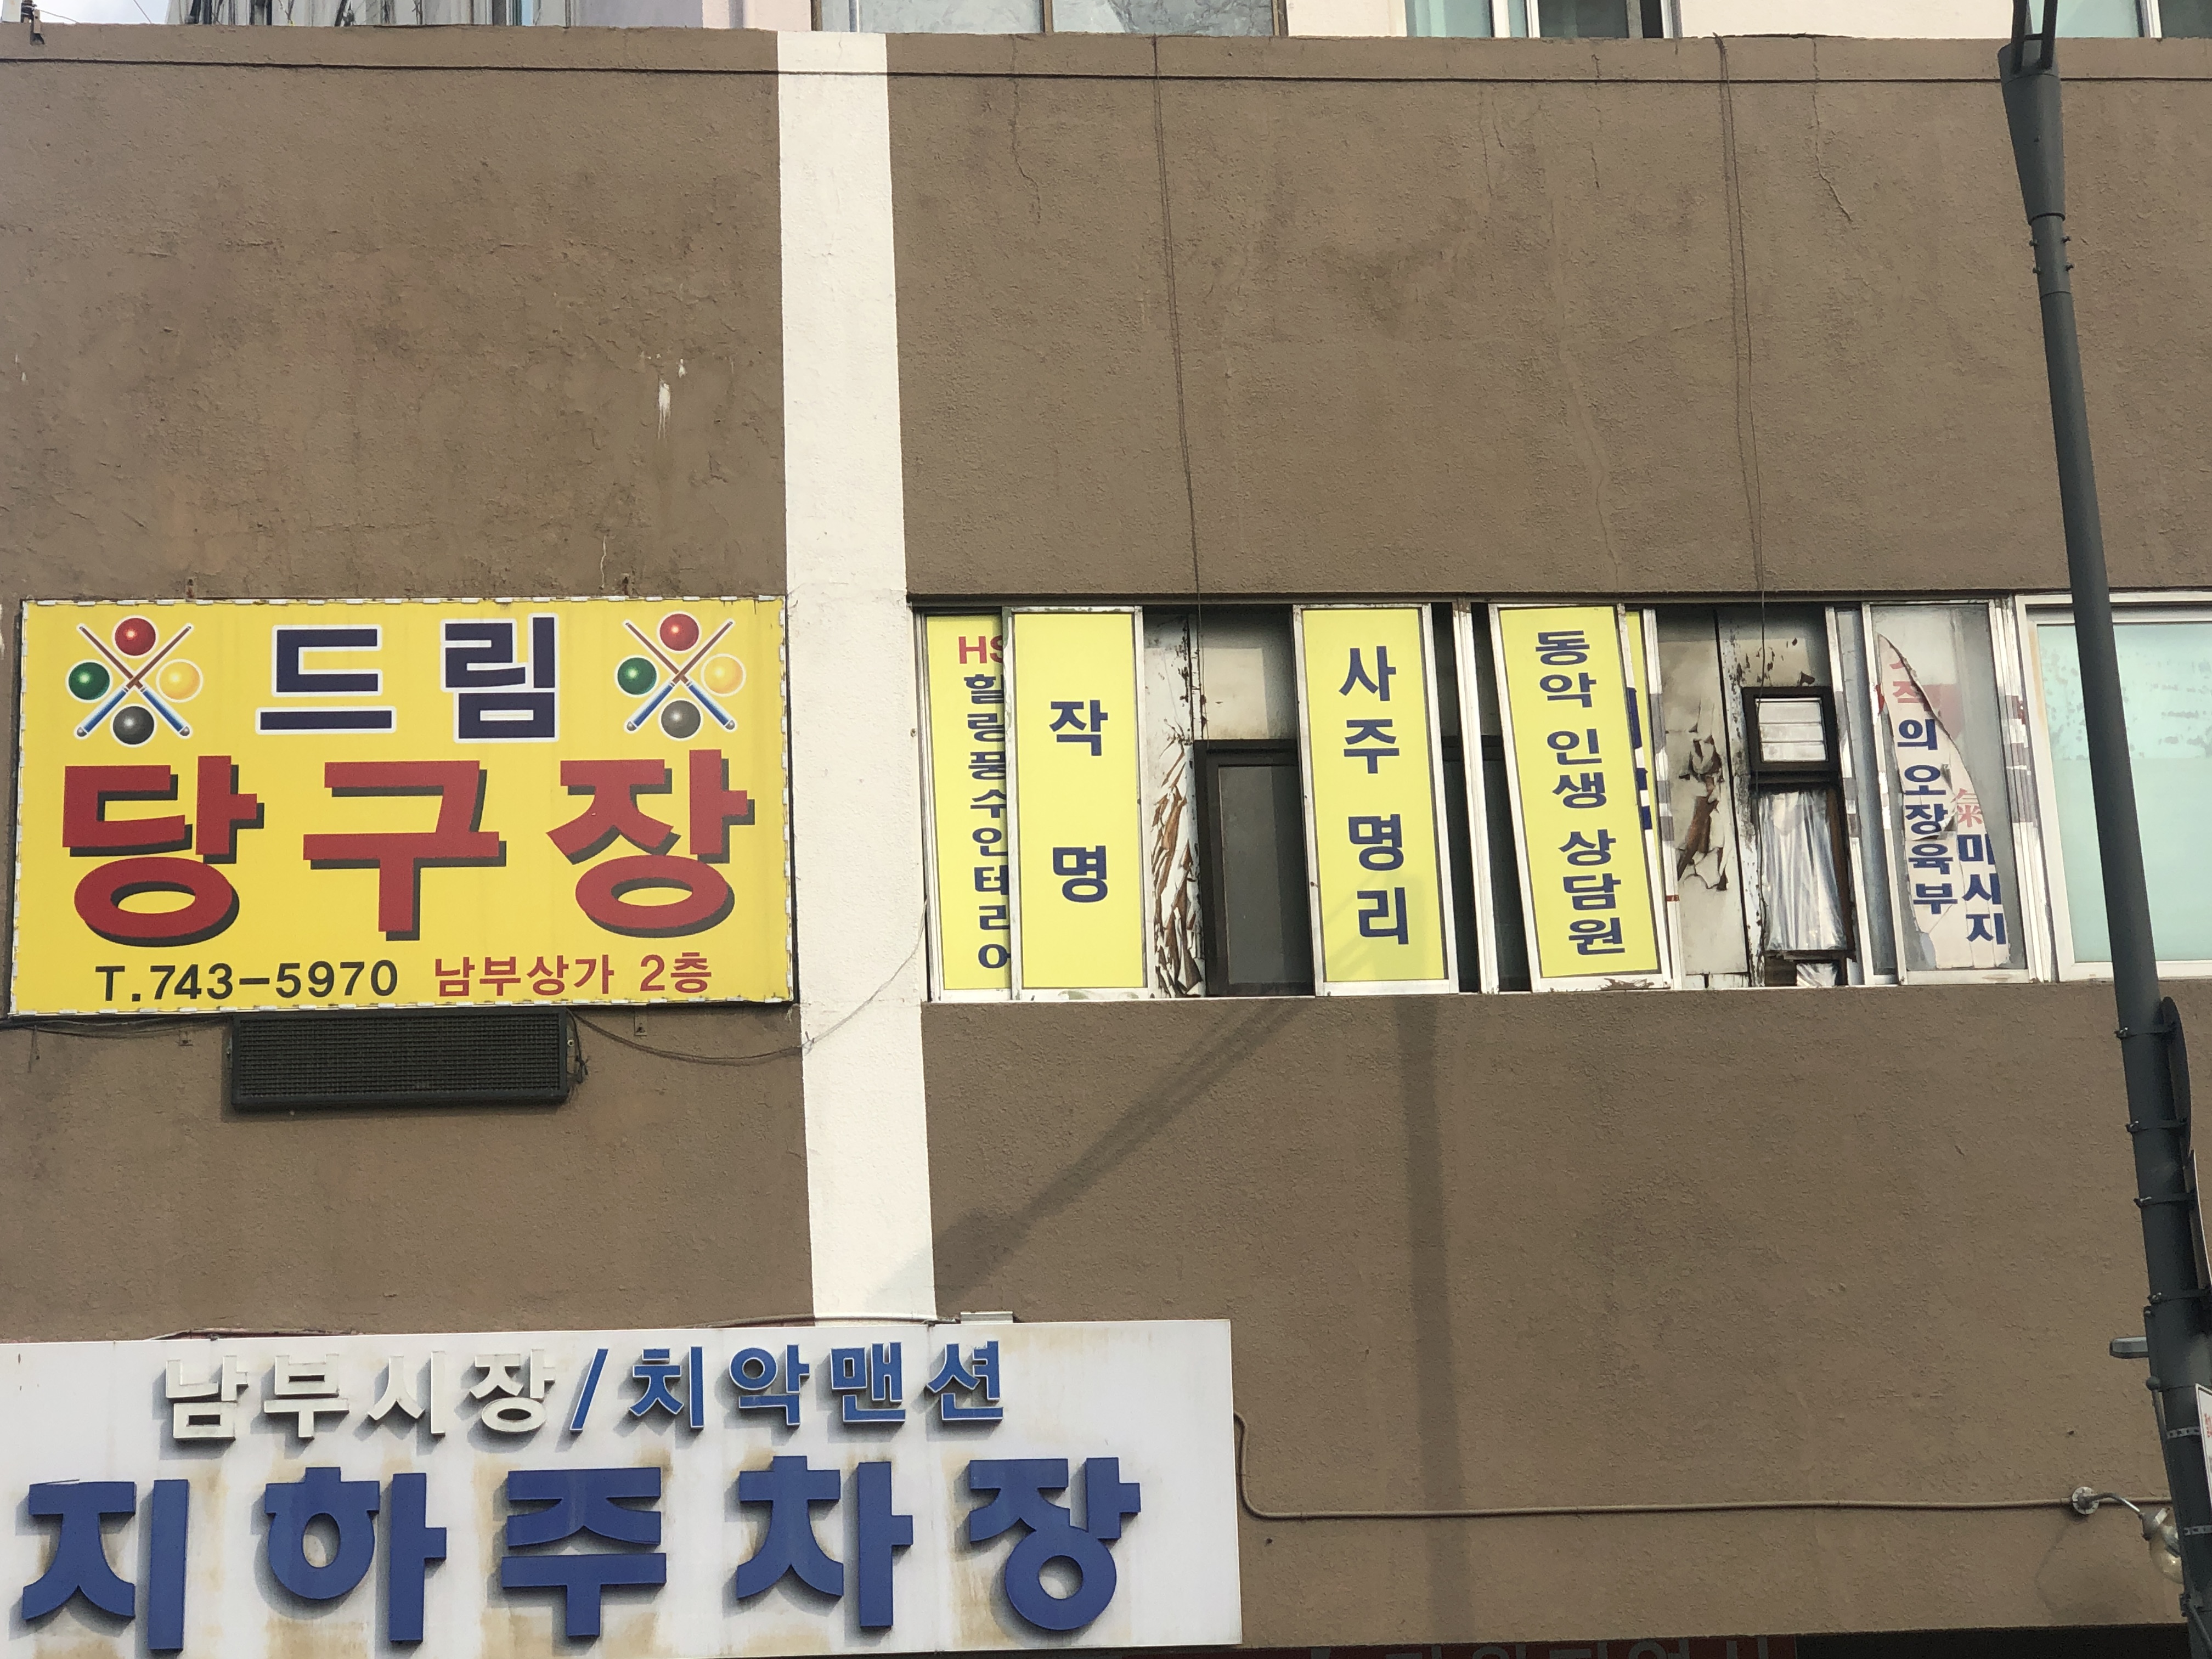 드림
당구장
T.743-5970 남부상가 2층
힐링풍수인테리어
작명
사주명리
동악 인생 상담원
의 오장육부
氣 마사지
남부시장/치악맨션
지하주차장